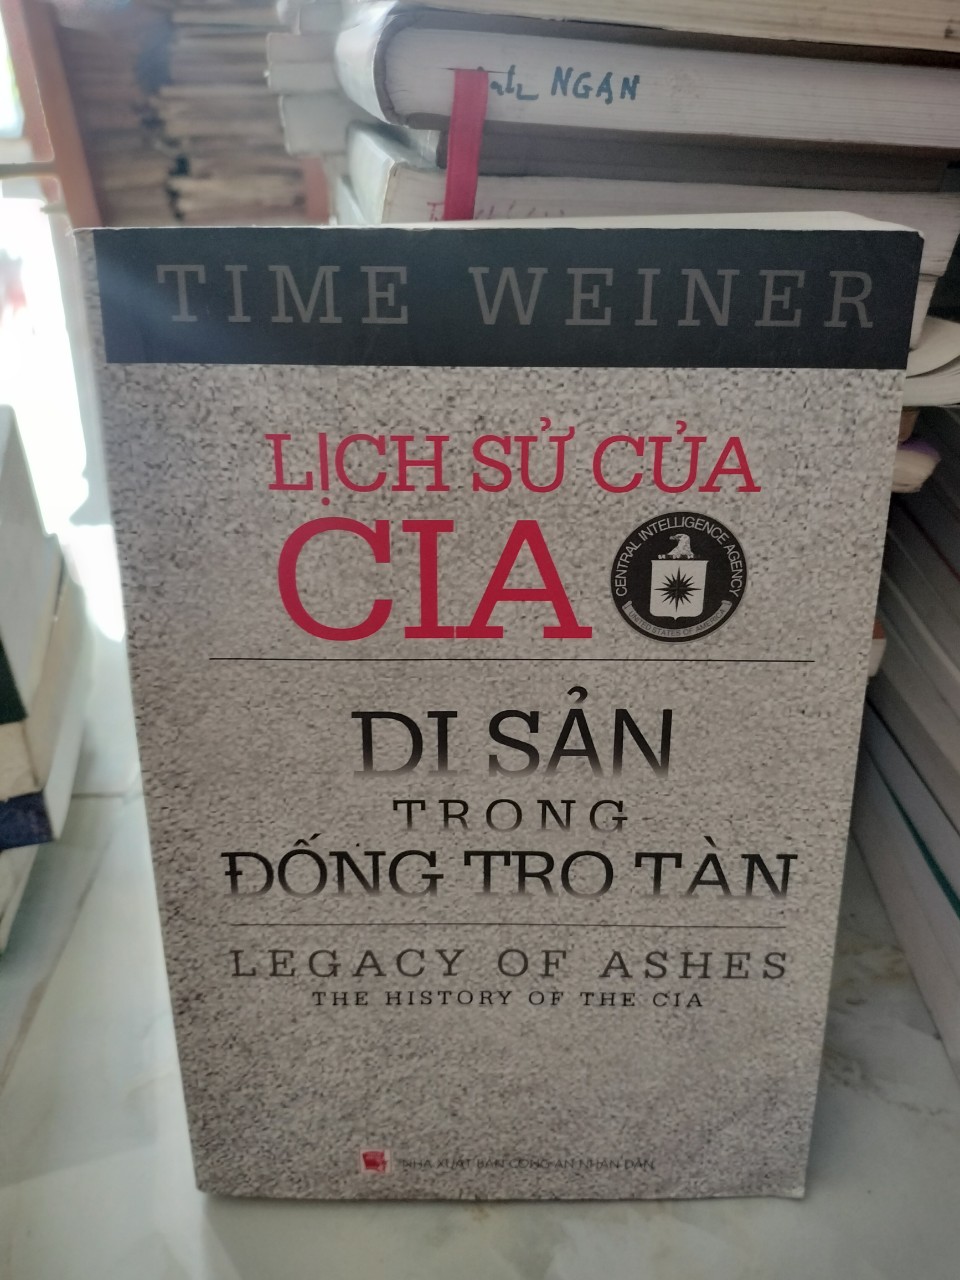 NGAN
TIME WEINER
LỊCH SỬ CỦA
CIA
CENTRAL INTELLIGENCE AGENCY
UNITED STATES OF AMERICA
DI SẢN
TRONG
ĐỐNG TRO TÀN
LEGACY OF ASHES
THE HISTORY OF THE CIA
NHÀ XUẤT BẢN CÔNG AN NHÂN DÂN